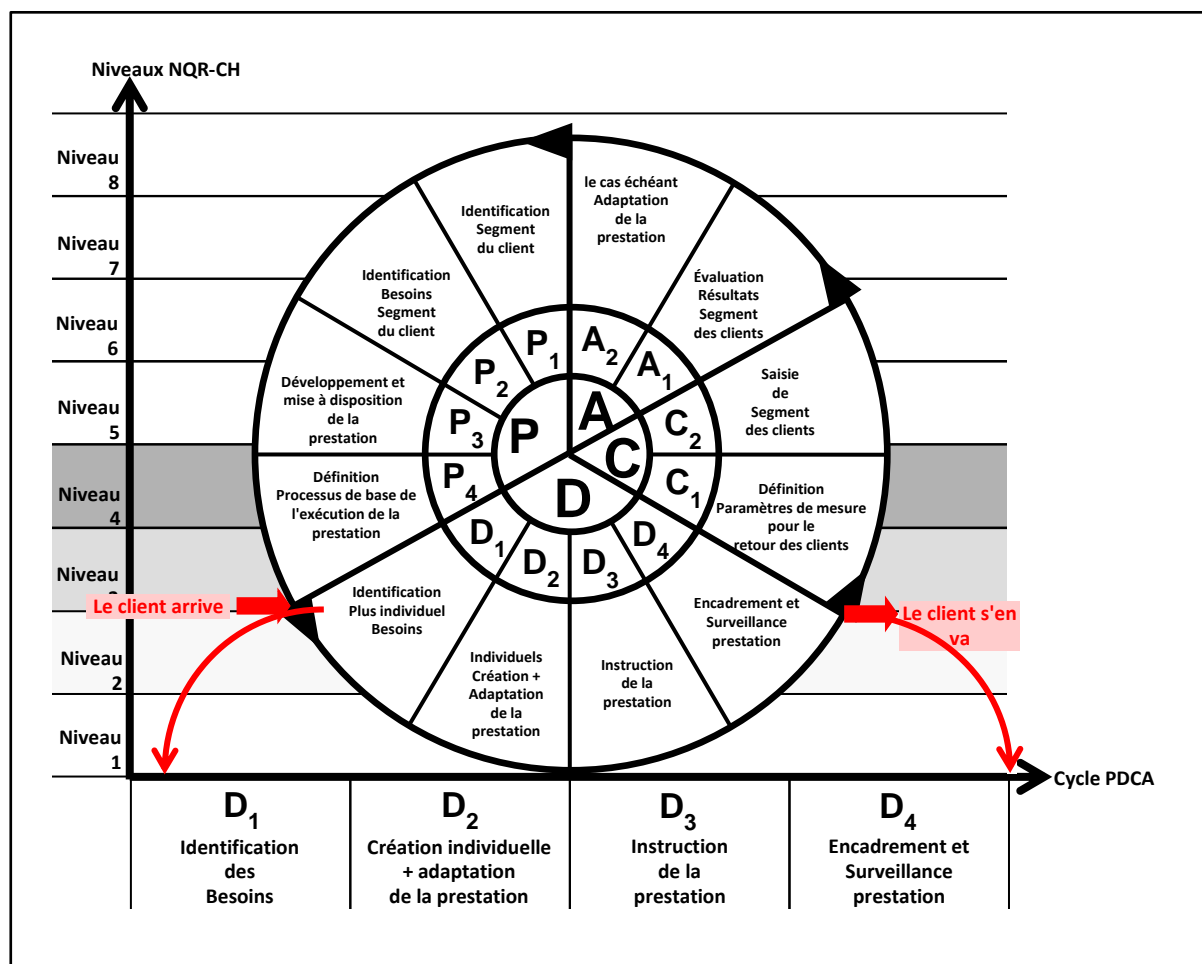 Niveaux NQR-CH
Niveau
8
Niveau
7
Niveau
6
Niveau
5
Niveau
4
Niveau
Niveau
2
Niveau
1
Identification
Segment
du client
le cas échéant
Adaptation
de la
prestation
Identification
Besoins
Segment
du client
Évaluation
Résultats
Segment
des clients
Développement et
mise à disposition
de la
prestation
Saisie
de
Segment
des clients
Définition
Processus de base de
l'exécution de la
prestation
Définition
Paramètres de mesure
pour le
retour des clients
Identification
Plus individuel
Besoins
Encadrement et
Surveillance
prestation
Individuels
Création +
Adaptation
de la
prestation
Instruction
de la
prestation
P1
A2
P2
A1
P3
C2
P4
C1
D1
D2
D3
D4
P
A
C
D
Le client arrive
Le client s'en
va
Cycle PDCA
D1
Identification
des
Besoins
D2
Création individuelle
+ adaptation
de la prestation
D3
Instruction
de la
prestation
D4
Encadrement et
Surveillance
prestation